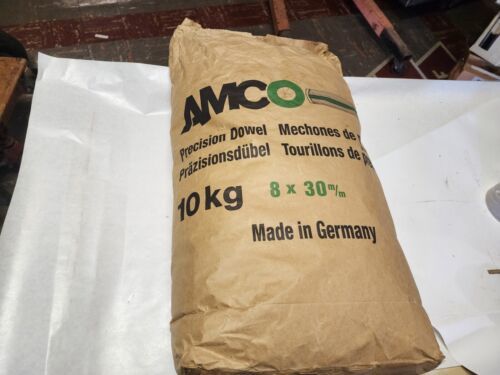 AMCO
Precision Dowel Mechones de
Präzisionsdübel Tourillons de
10 kg 8 x 30 m/m
Made in Germany